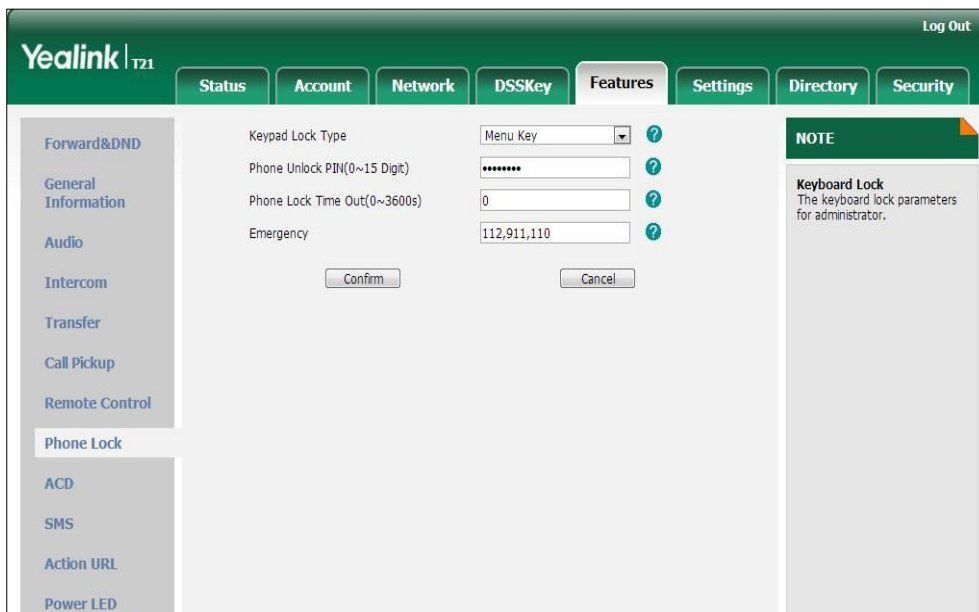 Log Out
Yealink T21
Status Account Network DSSKey Features Settings Directory Security
Forward&DND
General
Information
Audio
Intercom
Transfer
Call Pickup
Remote Control
Phone Lock
ACD
SMS
Action URL
Power LED
Keypad Lock Type Menu Key ?
Phone Unlock PIN(0~15 Digit) •••••••• ?
Phone Lock Time Out(0~3600s) 0 ?
Emergency 112,911,110 ?
Confirm Cancel
NOTE
Keyboard Lock
The keyboard lock parameters
for administrator.